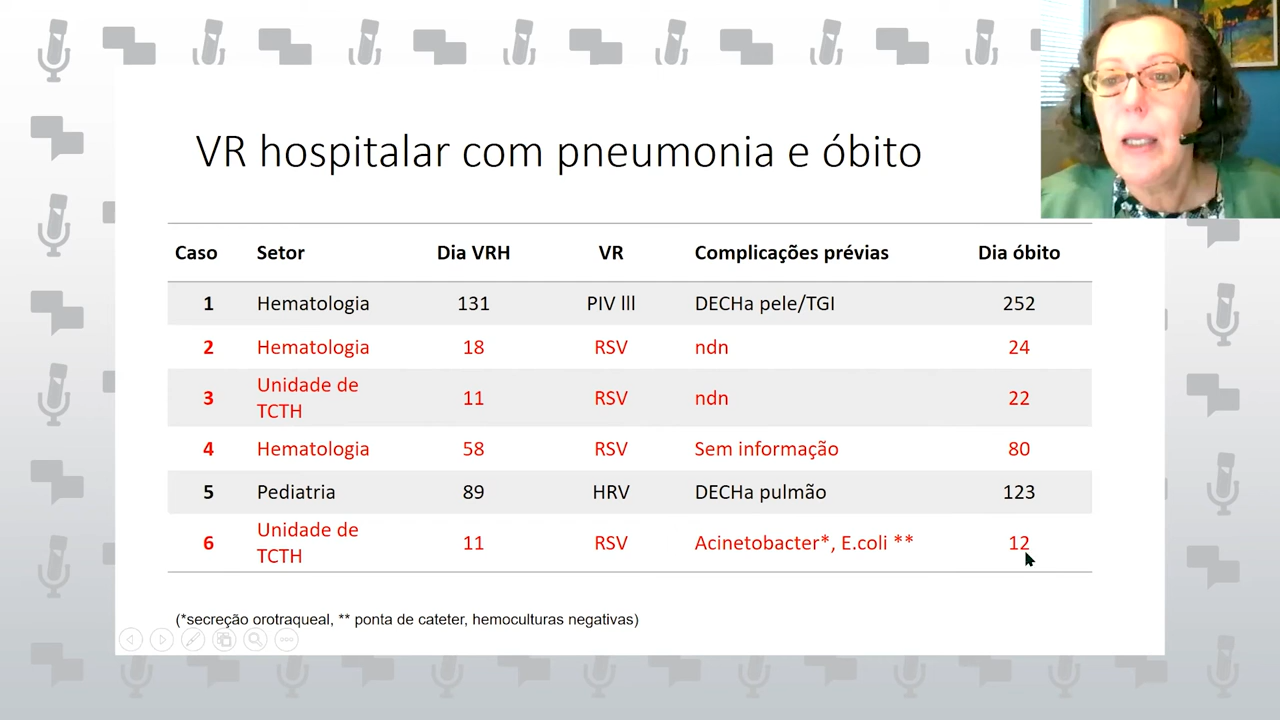 VR hospitalar com pneumonia e óbito
Caso Setor Dia VRH VR Complicações prévias Dia óbito
1 Hematologia 131 PIV lll DECHa pele/TGI 252
2 Hematologia 18 RSV ndn 24
3 Unidade de TCTH 11 RSV ndn 22
4 Hematologia 58 RSV Sem informação 80
5 Pediatria 89 HRV DECHa pulmão 123
6 Unidade de TCTH 11 RSV Acinetobacter*, E.coli ** 12
(*secreção orotraqueal, ** ponta de cateter, hemoculturas negativas)